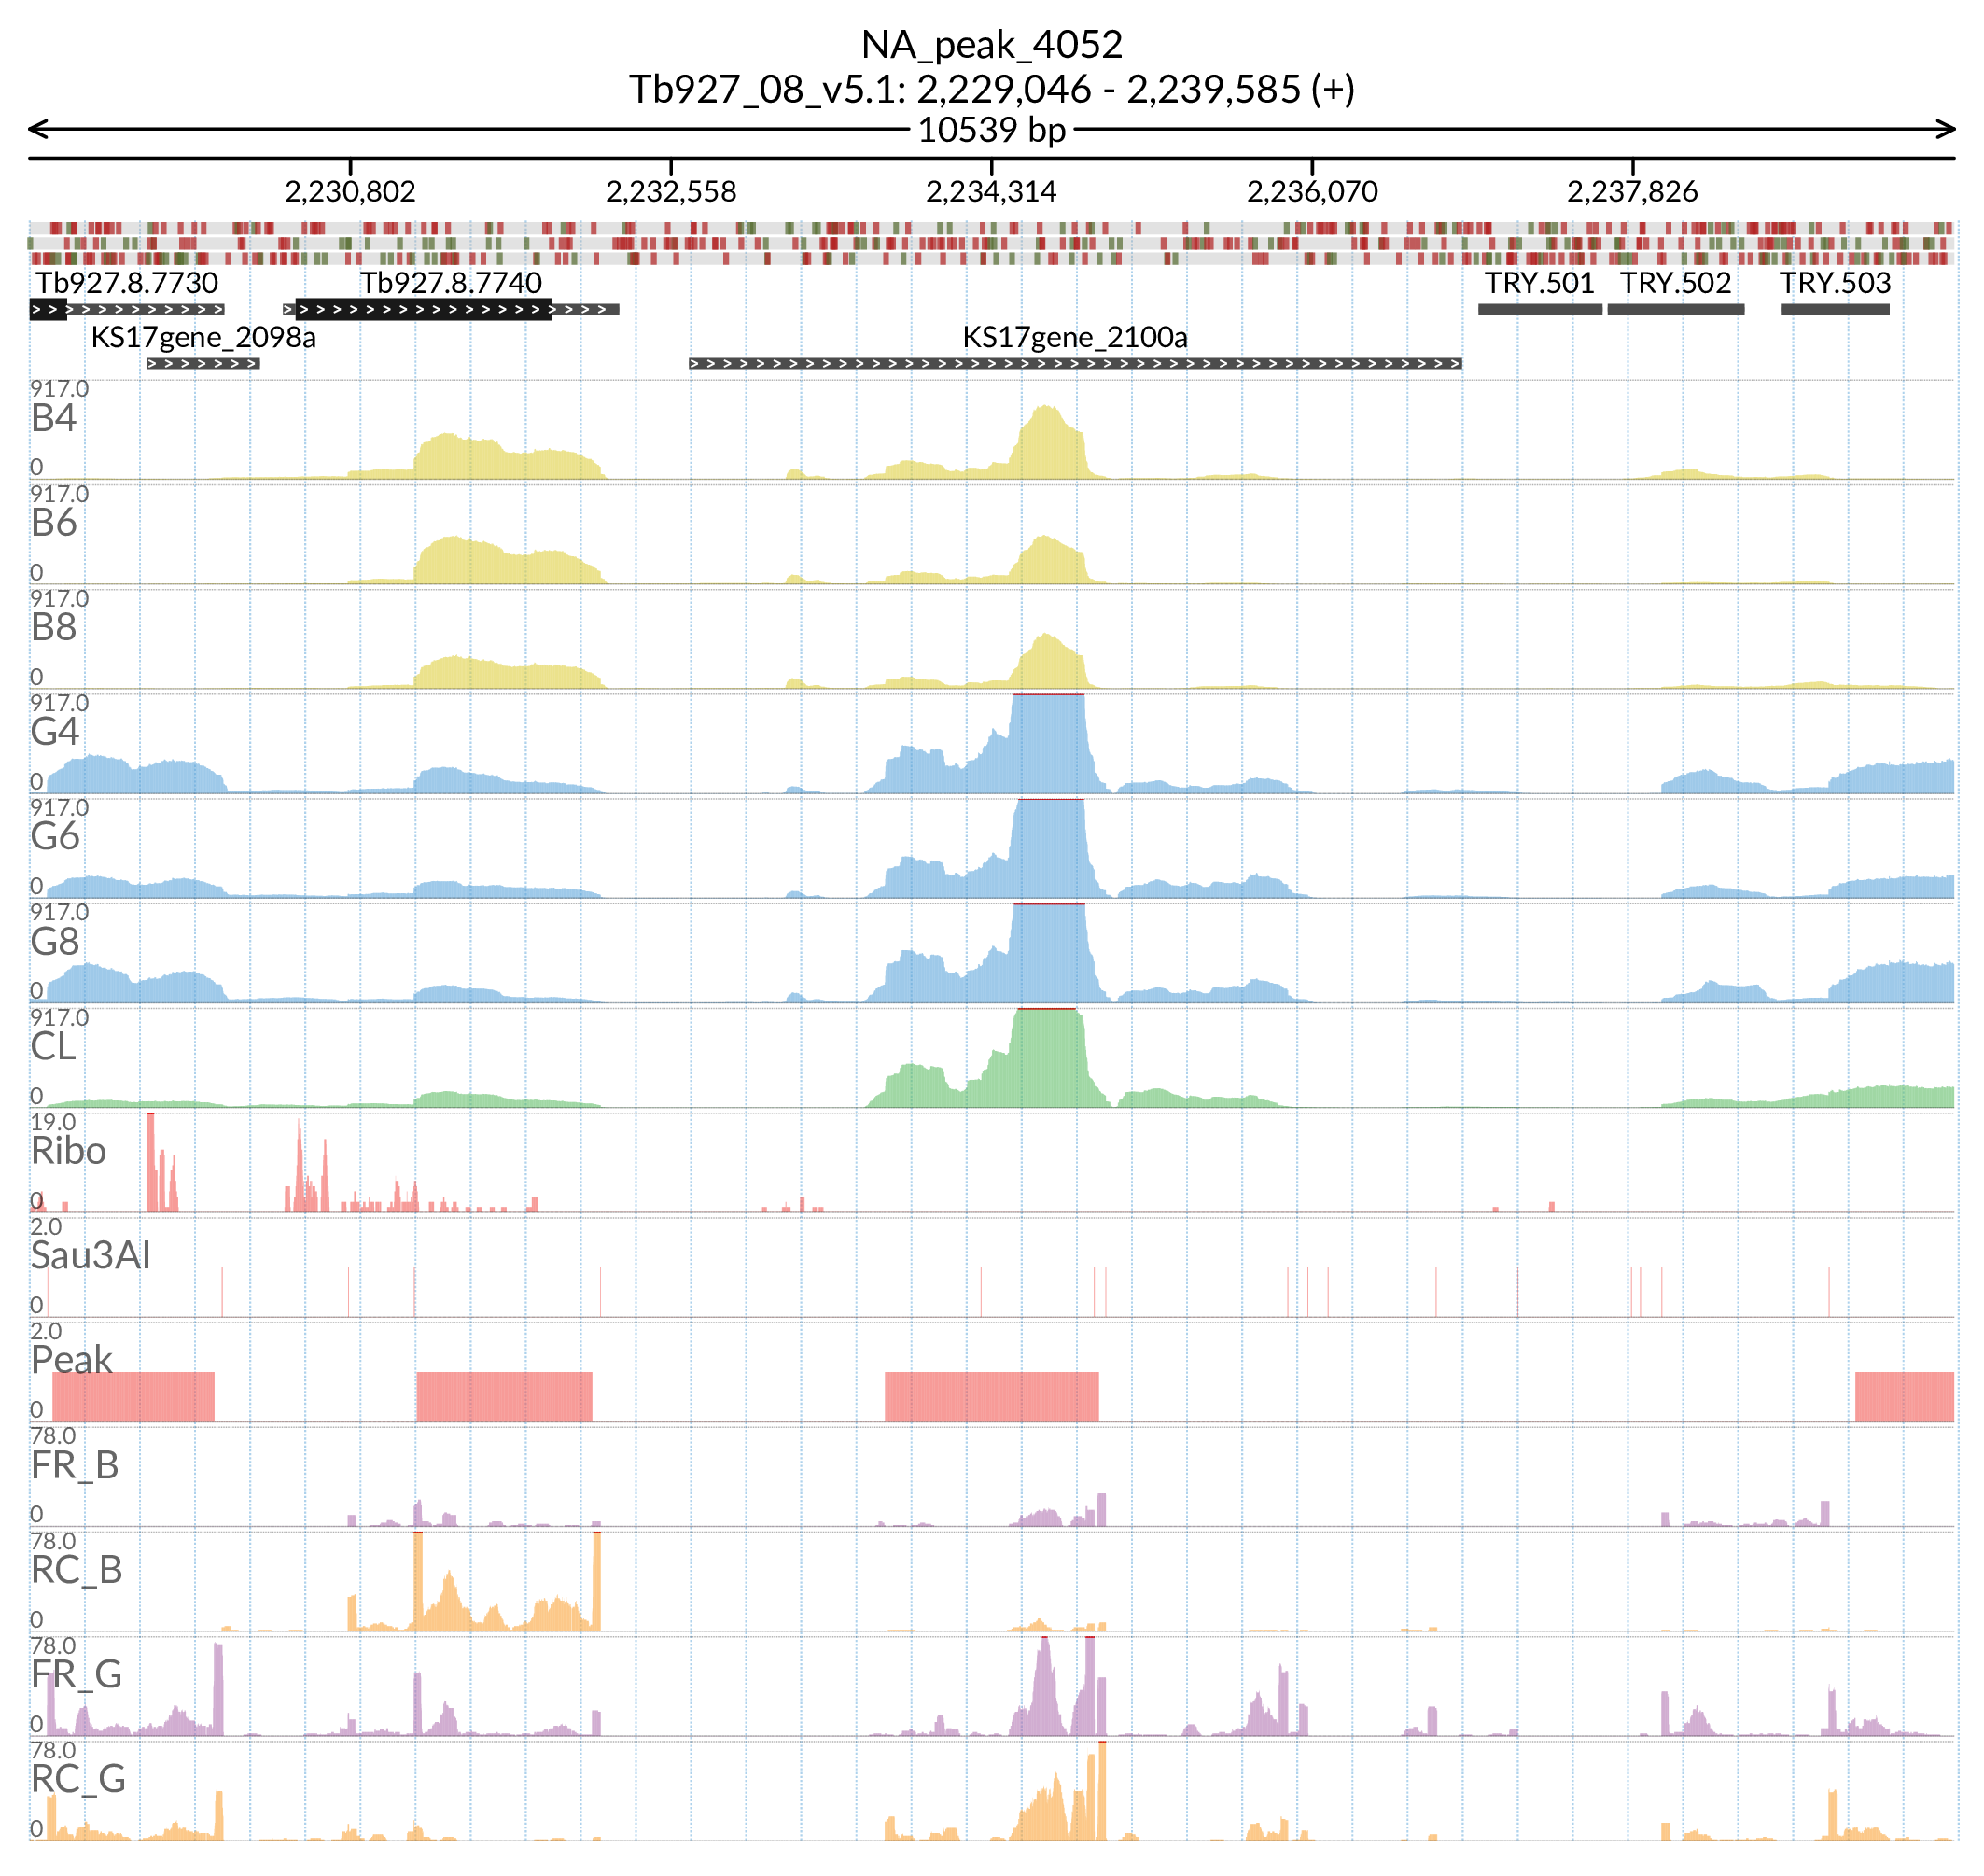 NA_peak_4052
Tb927_08_v5.1: 2,229,046 - 2,239,585 (+)
10539 bp
2,230,802 2,232,558 2,234,314 2,236,070 2,237,826
Tb927.8.7730 Tb927.8.7740 TRY.501 TRY.502 TRY.503
KS17gene_2098a KS17gene_2100a
917.0
B4
0
917.0
B6
0
917.0
B8
0
917.0
G4
0
917.0
G6
0
917.0
G8
0
917.0
CL
0
19.0
Ribo
0
2.0
Sau3AI
0
2.0
Peak
0
78.0
FR_B
0
78.0
RC_B
0
78.0
FR_G
0
78.0
RC_G
0